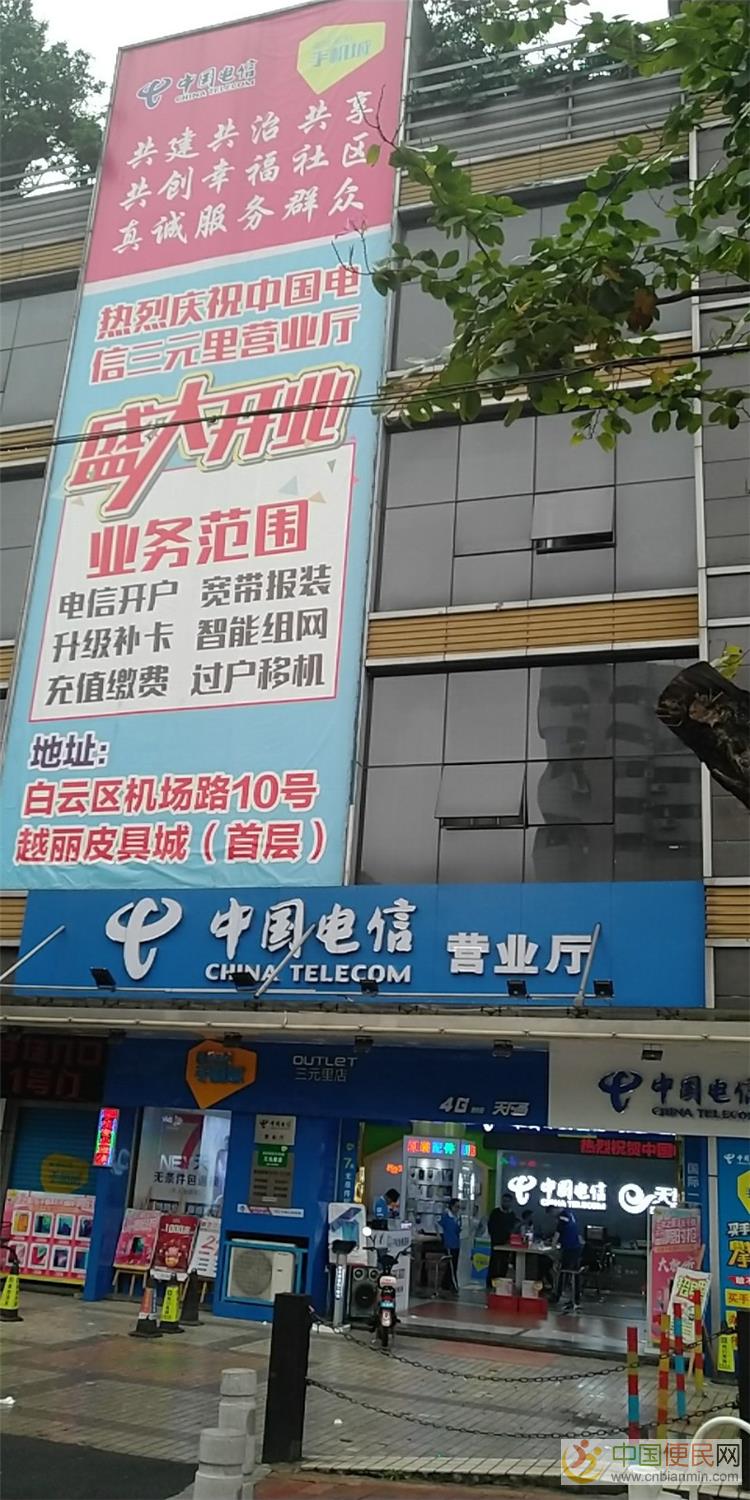 中国电信
CHINA TELECOM
手机城
共建共治共享
共创幸福社区
真诚服务群众
热烈庆祝中国电
信三元里营业厅
盛大开业
业务范围
电信开户 宽带报装
升级补卡 智能组网
充值缴费 过户移机
地址：
白云区机场路10号
越丽皮具城（首层）
中国电信 营业厅
CHINA TELECOM
OUTLET
三元里店
4G
中国电信
CHINA TELECOM
热烈祝贺中国
中国电信
国际
1号门
中国便民网
www.cnbianmin.com